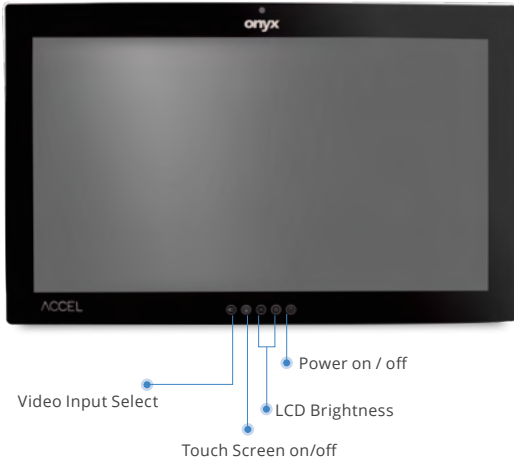 onyx
ACCEL
Power on / off
Video Input Select
LCD Brightness
Touch Screen on/off